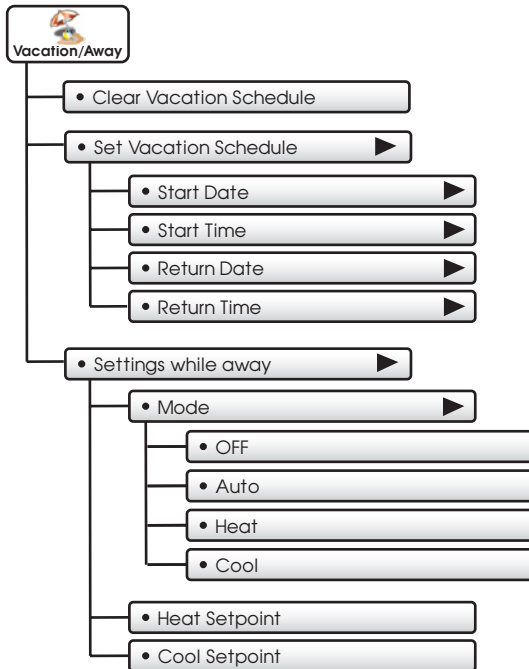 Vacation/Away
• Clear Vacation Schedule
• Set Vacation Schedule
• Start Date
• Start Time
• Return Date
• Return Time
• Settings while away
• Mode
• OFF
• Auto
• Heat
• Cool
• Heat Setpoint
• Cool Setpoint